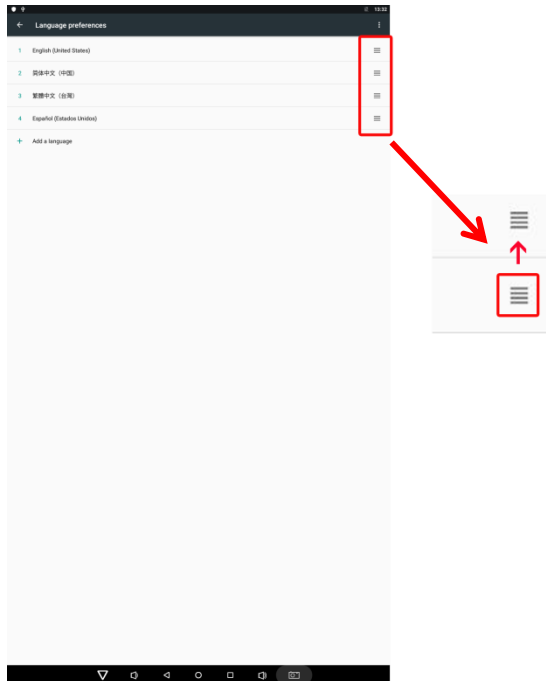 13:32
Language preferences
1 English (United States)
2 简体中文 (中国)
3 繁體中文 (台灣)
4 Español (Estados Unidos)
+ Add a language